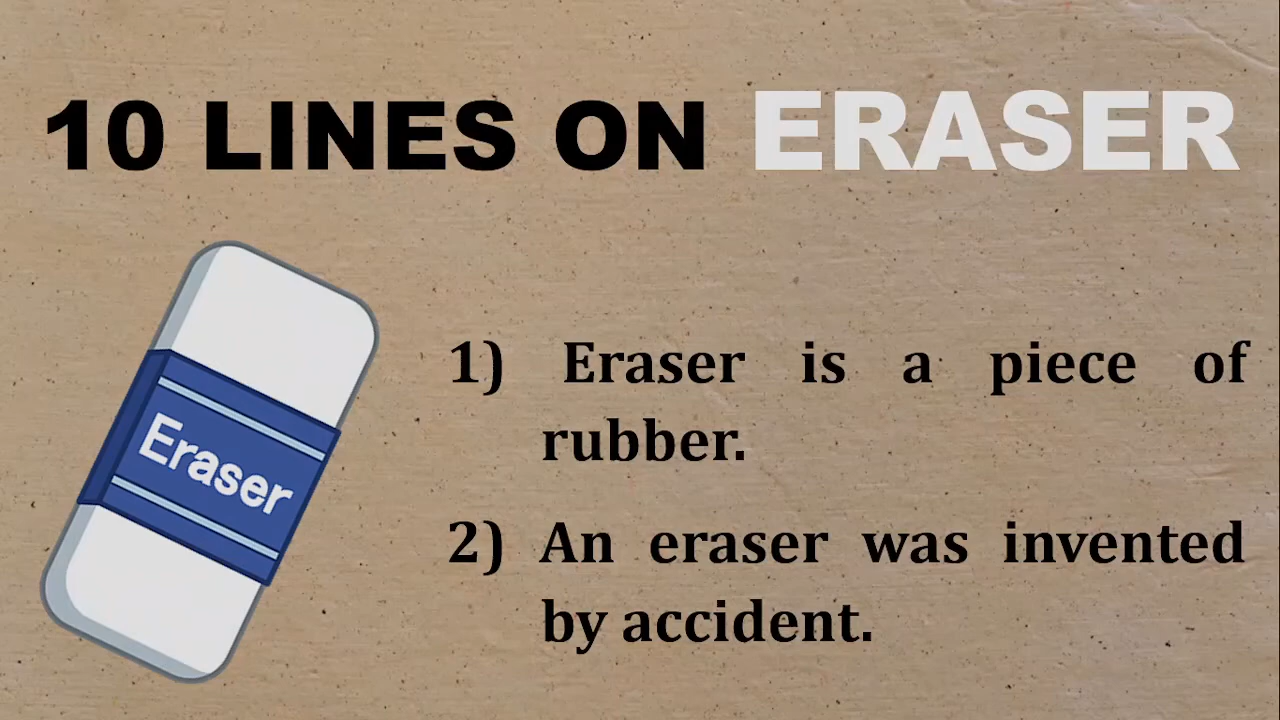 10 LINES ON ERASER
Eraser
1) Eraser is a piece of
rubber.
2) An eraser was invented
by accident.